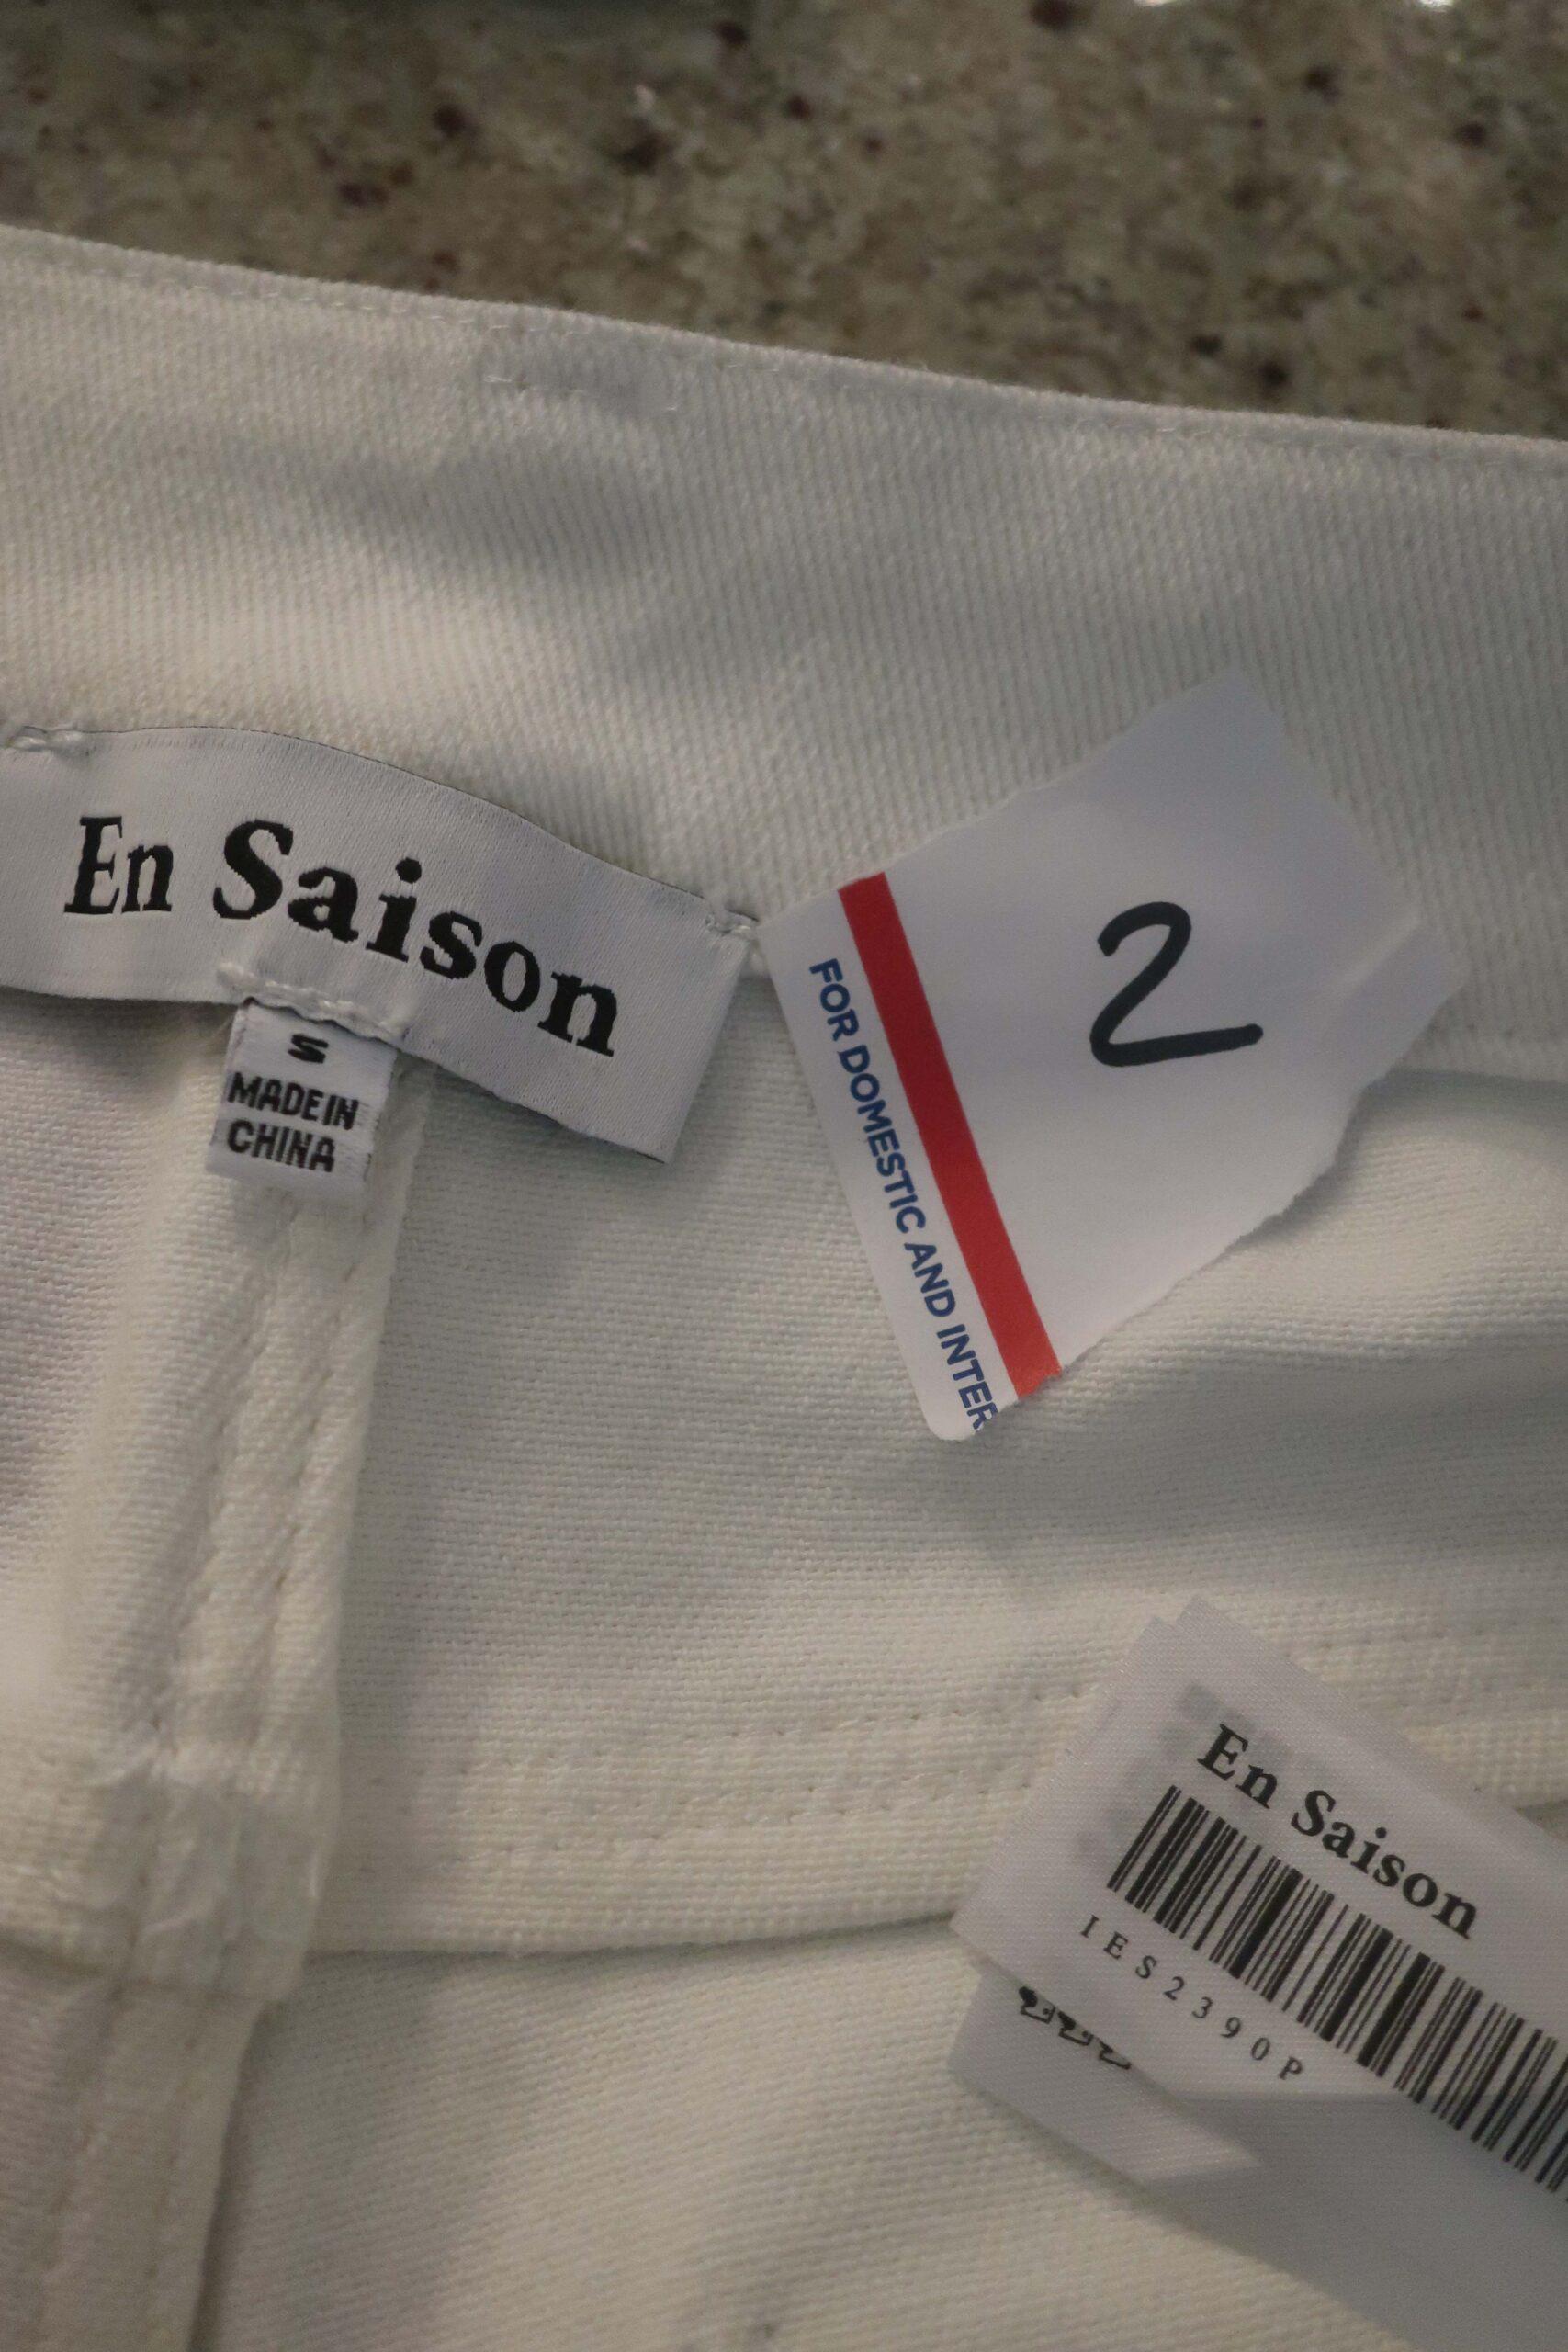 En Saison
S
MADE IN
CHINA
2
FOR DOMESTIC AND INTER
En Saison
IES2390P